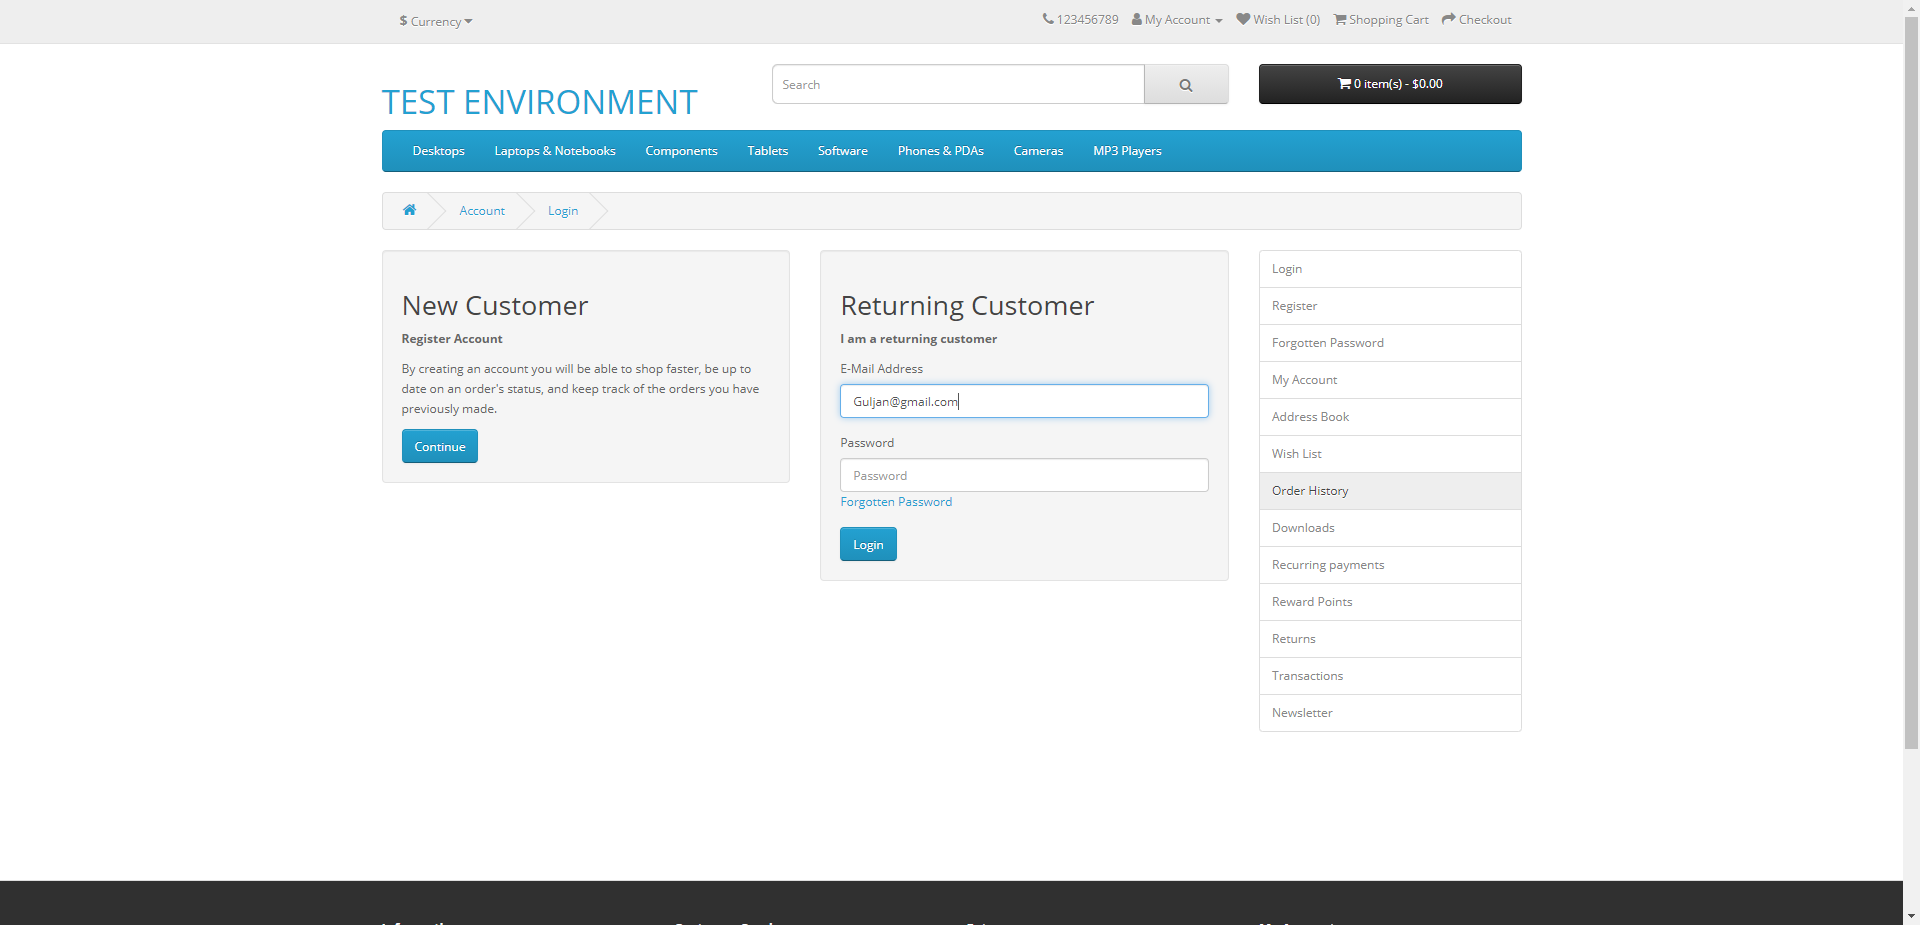 $ Currency
123456789 My Account Wish List (0) Shopping Cart Checkout
TEST ENVIRONMENT
Search
0 item(s) - $0.00
Desktops Laptops & Notebooks Components Tablets Software Phones & PDAs Cameras MP3 Players
Account Login
New Customer
Register Account
By creating an account you will be able to shop faster, be up to
date on an order's status, and keep track of the orders you have
previously made.
Continue
Returning Customer
I am a returning customer
E-Mail Address
Guljan@gmail.com
Password
Password
Forgotten Password
Login
Login
Register
Forgotten Password
My Account
Address Book
Wish List
Order History
Downloads
Recurring payments
Reward Points
Returns
Transactions
Newsletter